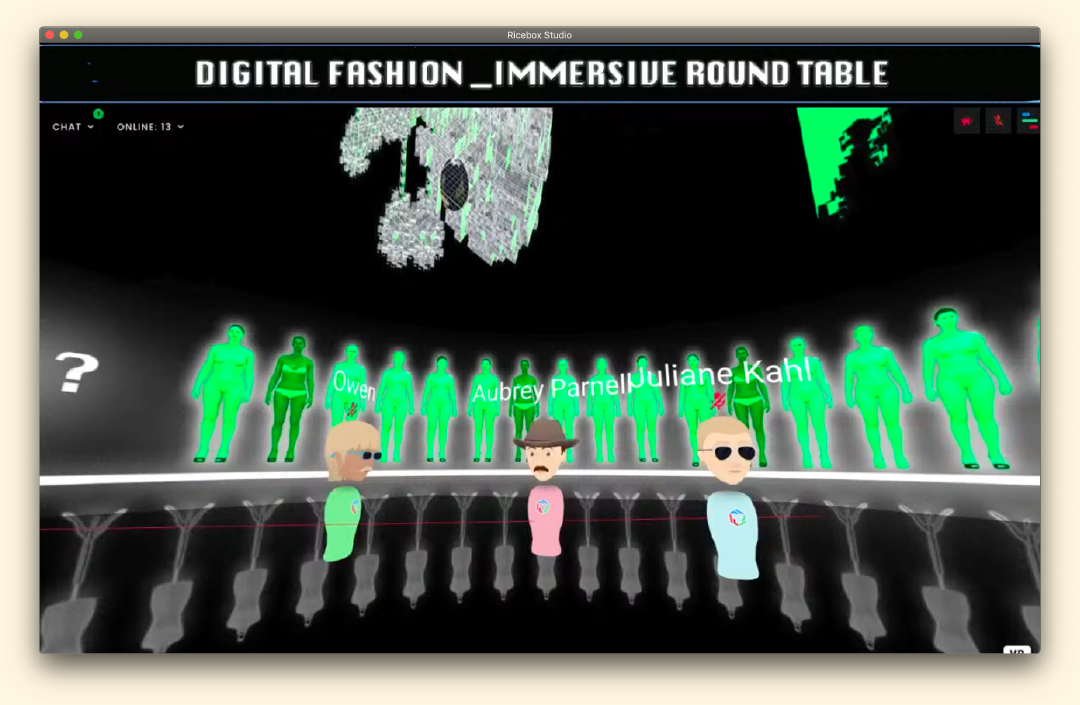 Ricebox Studio
DIGITAL FASHION _IMMERSIVE ROUND TABLE
CHAT
ONLINE: 13
?
Owen
Aubrey Parnell
Juliane Kahl